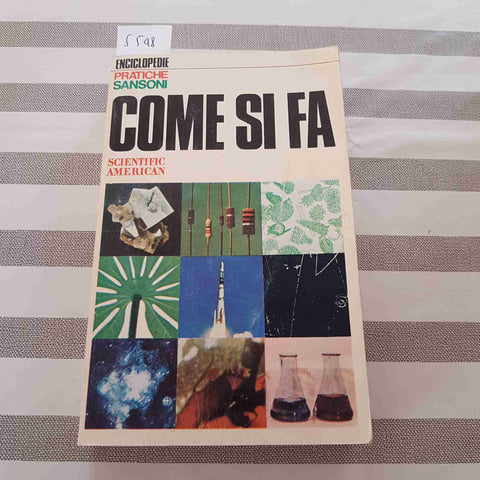 5598
ENCICLOPEDIE
PRATICHE
SANSONI
COME SI FA
SCIENTIFIC
AMERICAN